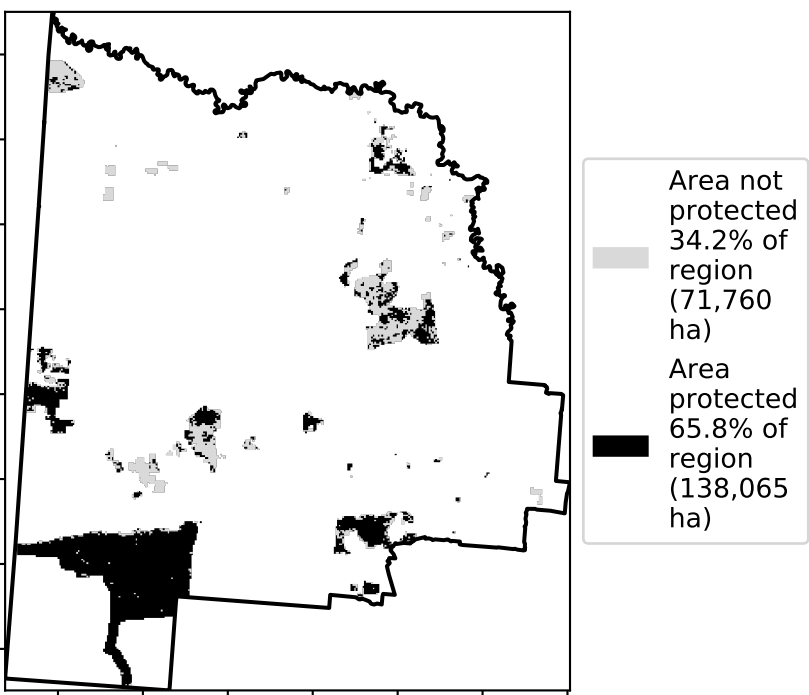 Area not
protected
34.2% of
region
(71,760
ha)
Area
protected
65.8% of
region
(138,065
ha)